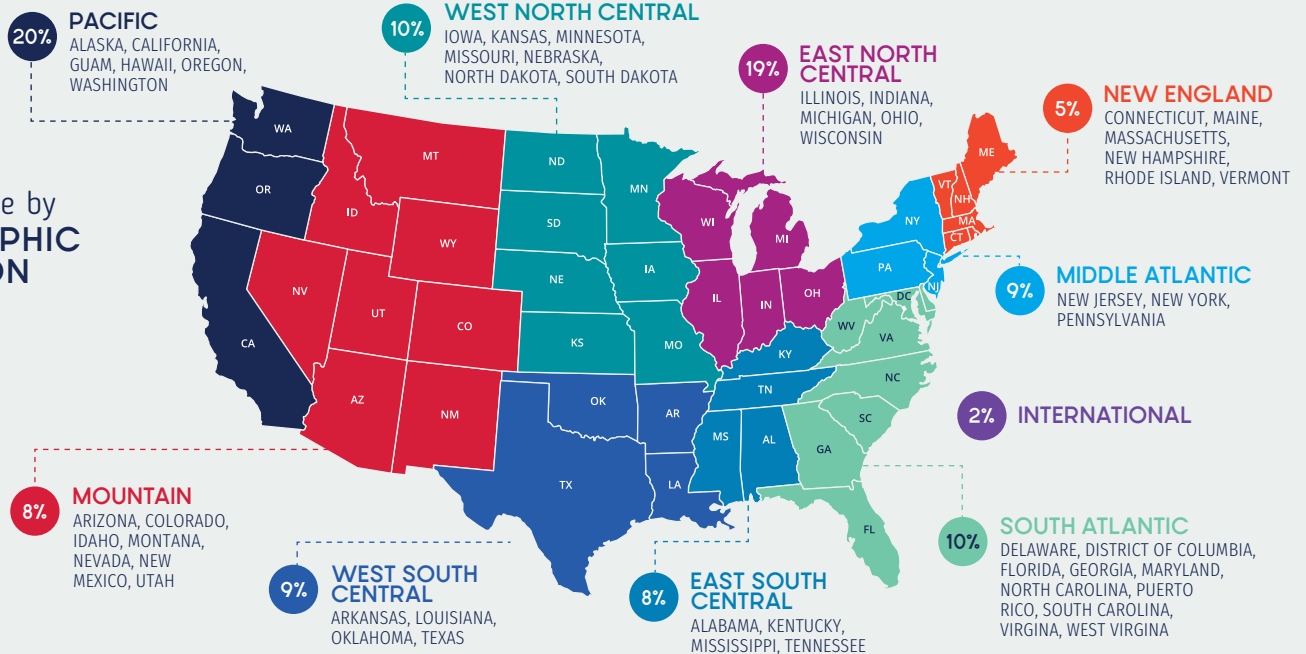 20%
PACIFIC
ALASKA, CALIFORNIA,
GUAM, HAWAII, OREGON,
WASHINGTON
10%
WEST NORTH CENTRAL
IOWA, KANSAS, MINNESOTA,
MISSOURI, NEBRASKA,
NORTH DAKOTA, SOUTH DAKOTA
19%
EAST NORTH
CENTRAL
ILLINOIS, INDIANA,
MICHIGAN, OHIO,
WISCONSIN
5%
NEW ENGLAND
CONNECTICUT, MAINE,
MASSACHUSETTS,
NEW HAMPSHIRE,
RHODE ISLAND, VERMONT
e by
PHIC
ON
WA
OR
CA
MT
ID
WY
NV
UT
CO
AZ
NM
ND
SD
NE
KS
MN
IA
MO
WI
MI
IL
IN
OH
OK
TX
AR
LA
KY
TN
MS
AL
NY
PA
NJ
ME
VT
NH
MA
CT
DC
WV
VA
NC
SC
GA
FL
9%
MIDDLE ATLANTIC
NEW JERSEY, NEW YORK,
PENNSYLVANIA
2%
INTERNATIONAL
8%
MOUNTAIN
ARIZONA, COLORADO,
IDAHO, MONTANA,
NEVADA, NEW
MEXICO, UTAH
9%
WEST SOUTH
CENTRAL
ARKANSAS, LOUISIANA,
OKLAHOMA, TEXAS
8%
EAST SOUTH
CENTRAL
ALABAMA, KENTUCKY,
MISSISSIPPI, TENNESSEE
10%
SOUTH ATLANTIC
DELAWARE, DISTRICT OF COLUMBIA,
FLORIDA, GEORGIA, MARYLAND,
NORTH CAROLINA, PUERTO
RICO, SOUTH CAROLINA,
VIRGINA, WEST VIRGINA